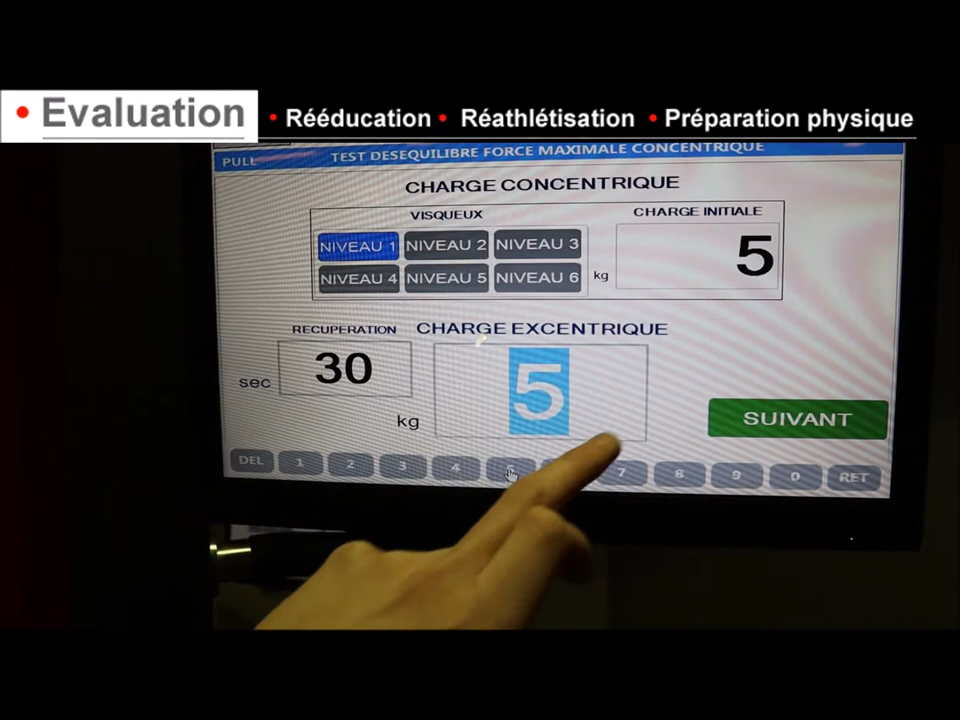 • Evaluation • Rééducation • Réathlétisation • Préparation physique
PULL TEST DESEQUILIBRE FORCE MAXIMALE CONCENTRIQUE
CHARGE CONCENTRIQUE
VISQUEUX CHARGE INITIALE
NIVEAU 1 NIVEAU 2 NIVEAU 3
NIVEAU 4 NIVEAU 5 NIVEAU 6
kg 5
RECUPERATION CHARGE EXCENTRIQUE
sec 30
kg 5
SUIVANT
DEL 1 2 3 4 7 8 9 0 RET